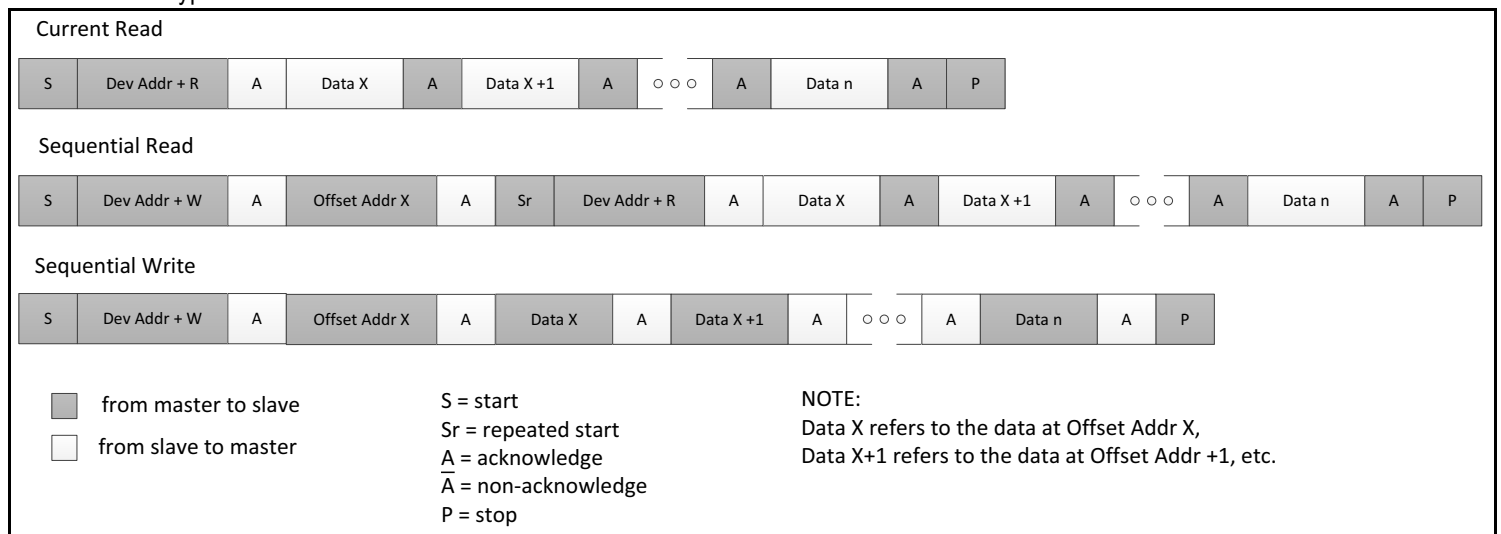 Current Read
S Dev Addr + R A Data X A Data X +1 A ○ ○ ○ A Data n A P
Sequential Read
S Dev Addr + W A Offset Addr X A Sr Dev Addr + R A Data X A Data X +1 A ○ ○ ○ A Data n A P
Sequential Write
S Dev Addr + W A Offset Addr X A Data X A Data X +1 A ○ ○ ○ A Data n A P
from master to slave
from slave to master
S = start
Sr = repeated start
A = acknowledge
A̅ = non-acknowledge
P = stop
NOTE:
Data X refers to the data at Offset Addr X,
Data X+1 refers to the data at Offset Addr +1, etc.